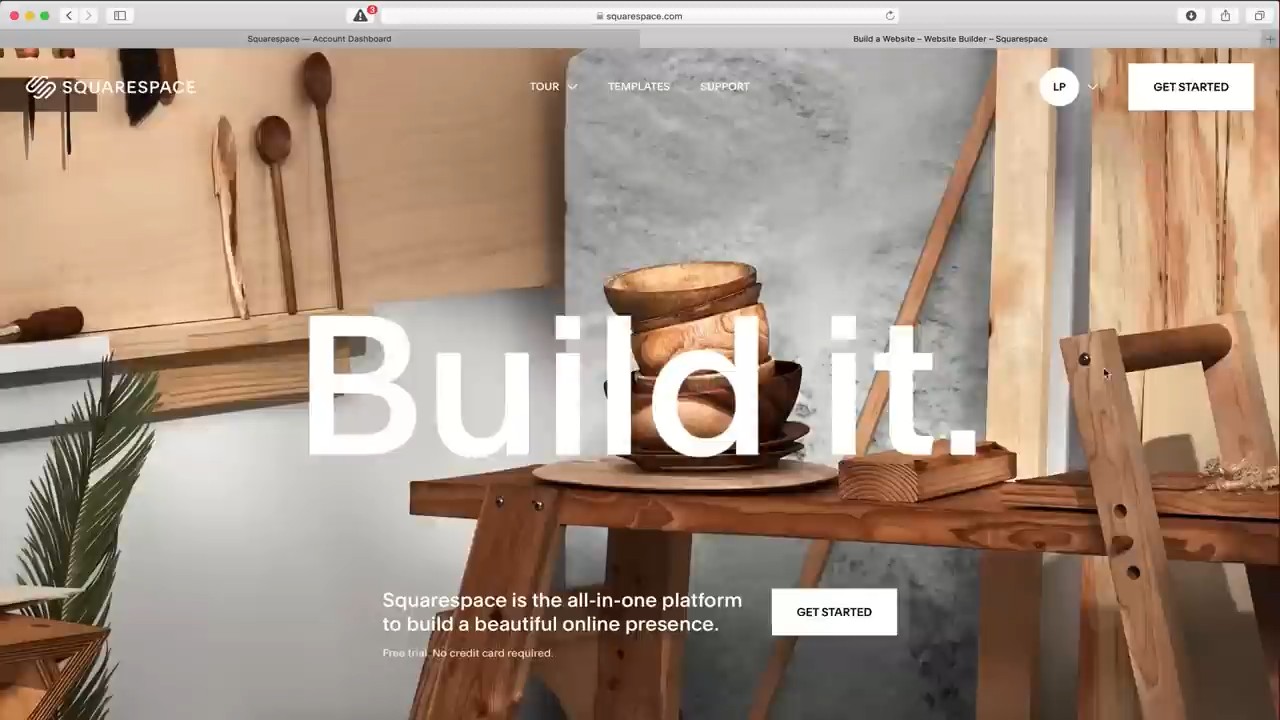 3
squarespace.com
Squarespace — Account Dashboard
Build a Website – Website Builder – Squarespace
SQUARESPACE
TOUR
TEMPLATES
SUPPORT
LP
GET STARTED
Build it.
Squarespace is the all-in-one platform
to build a beautiful online presence.
GET STARTED
Free trial. No credit card required.